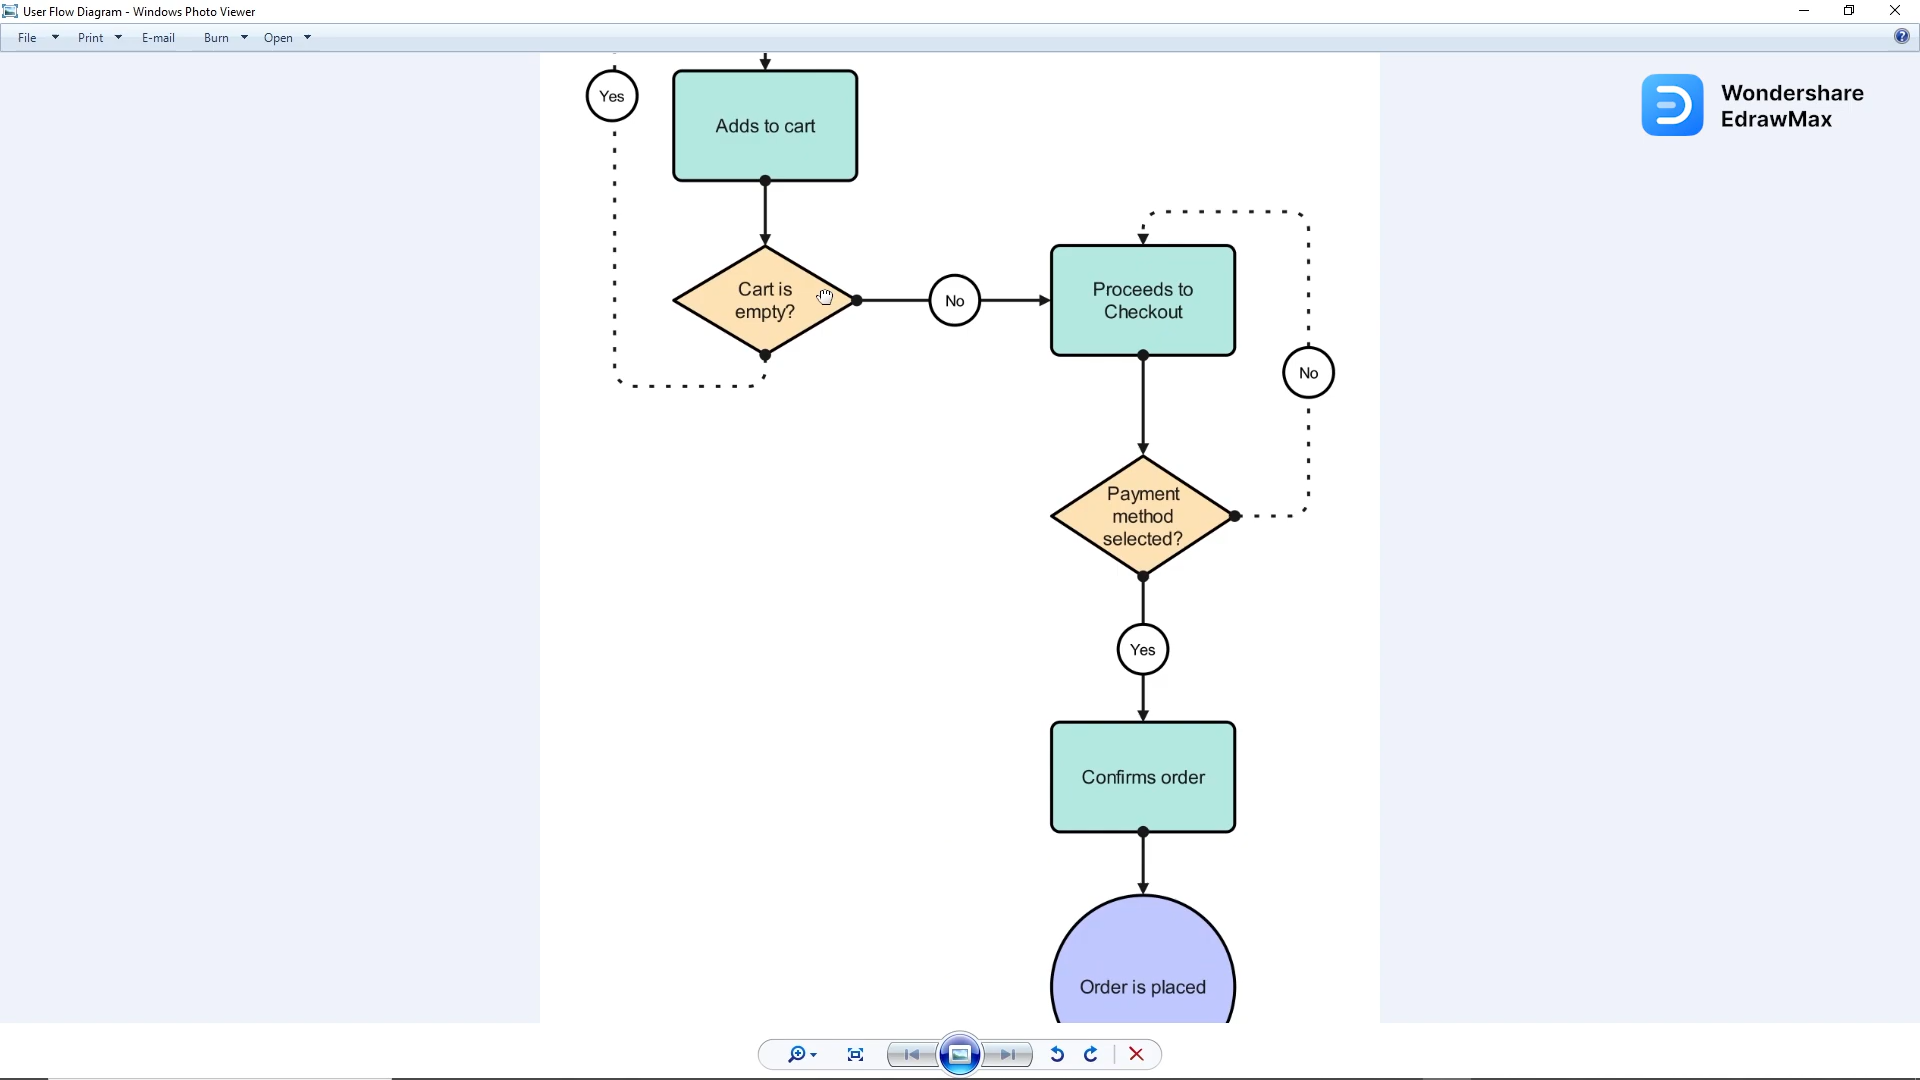 User Flow Diagram - Windows Photo Viewer
File Print E-mail Burn Open
Wondershare
EdrawMax
Yes
Adds to cart
Cart is
empty?
No
Proceeds to
Checkout
No
Payment
method
selected?
Yes
Confirms order
Order is placed